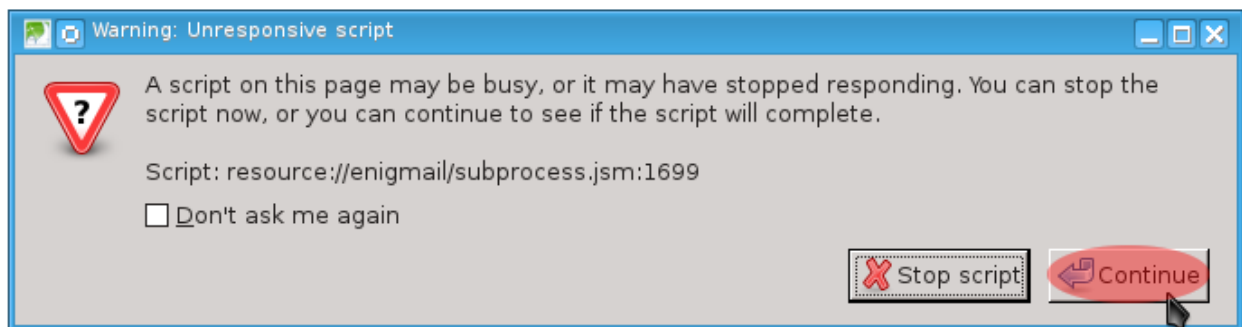 Warning: Unresponsive script
A script on this page may be busy, or it may have stopped responding. You can stop the
script now, or you can continue to see if the script will complete.
Script: resource://enigmail/subprocess.jsm:1699
Don't ask me again
Stop script
Continue